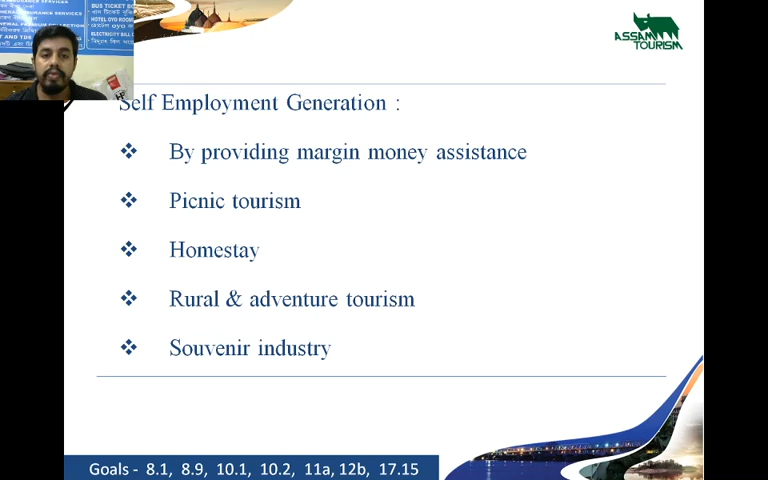 BUS TICKET BO
HOTEL OYO ROOM
ELECTRICITY BILL
ASSAM
TOURISM
Self Employment Generation :
By providing margin money assistance
Picnic tourism
Homestay
Rural & adventure tourism
Souvenir industry
Goals - 8.1, 8.9, 10.1, 10.2, 11a, 12b, 17.15